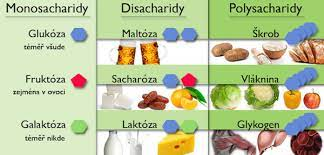 Monosacharidy
Disacharidy
Polysacharidy
Glukóza
téměř všude
Maltóza
Škrob
Fruktóza
zejména v ovoci
Sacharóza
Vláknina
Galaktóza
téměř nikde
Laktóza
Glykogen